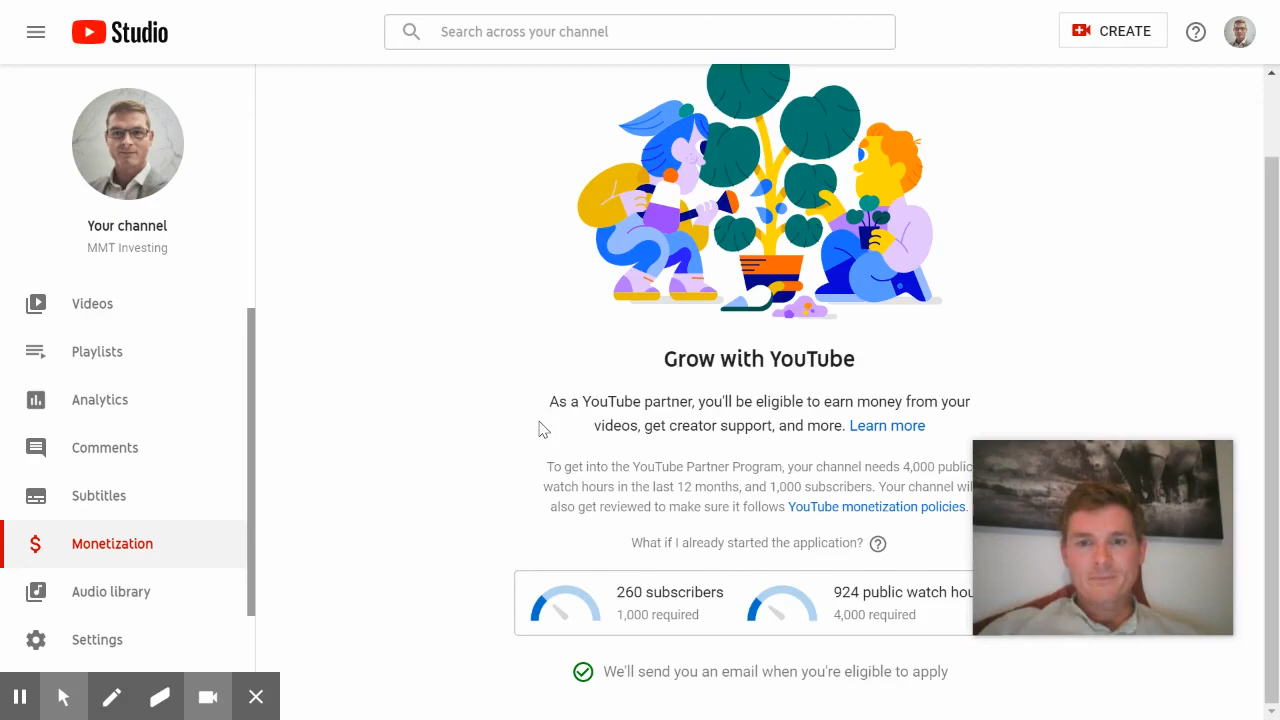 Studio
Search across your channel
CREATE
Your channel
MMT Investing
Videos
Playlists
Analytics
Comments
Subtitles
Monetization
Audio library
Settings
Grow with YouTube
As a YouTube partner, you'll be eligible to earn money from your
videos, get creator support, and more. Learn more
To get into the YouTube Partner Program, your channel needs 4,000 public
watch hours in the last 12 months, and 1,000 subscribers. Your channel
also get reviewed to make sure it follows YouTube monetization policies.
What if I already started the application?
260 subscribers
1,000 required
924 public watch
4,000 required
We'll send you an email when you're eligible to apply